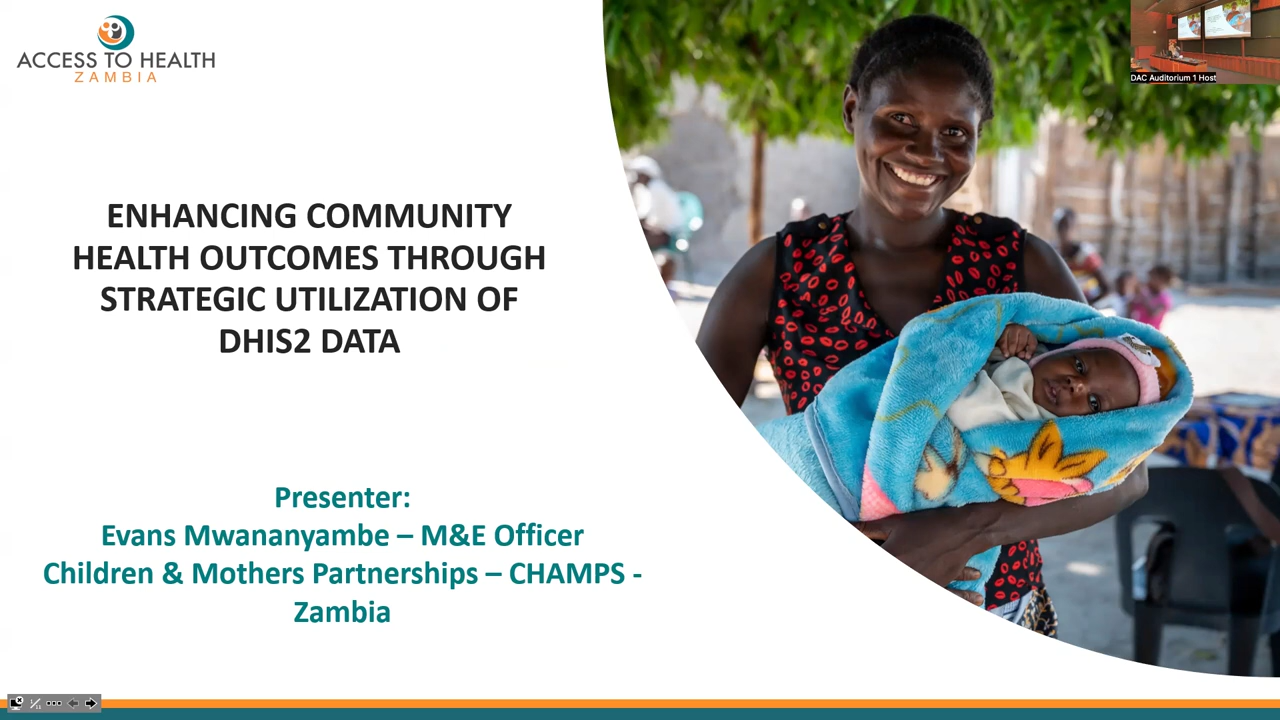 ACCESS TO HEALTH
ZAMBIA
DAC Auditorium 1 Host
ENHANCING COMMUNITY
HEALTH OUTCOMES THROUGH
STRATEGIC UTILIZATION OF
DHIS2 DATA
Presenter:
Evans Mwananyambe – M&E Officer
Children & Mothers Partnerships – CHAMPS -
Zambia